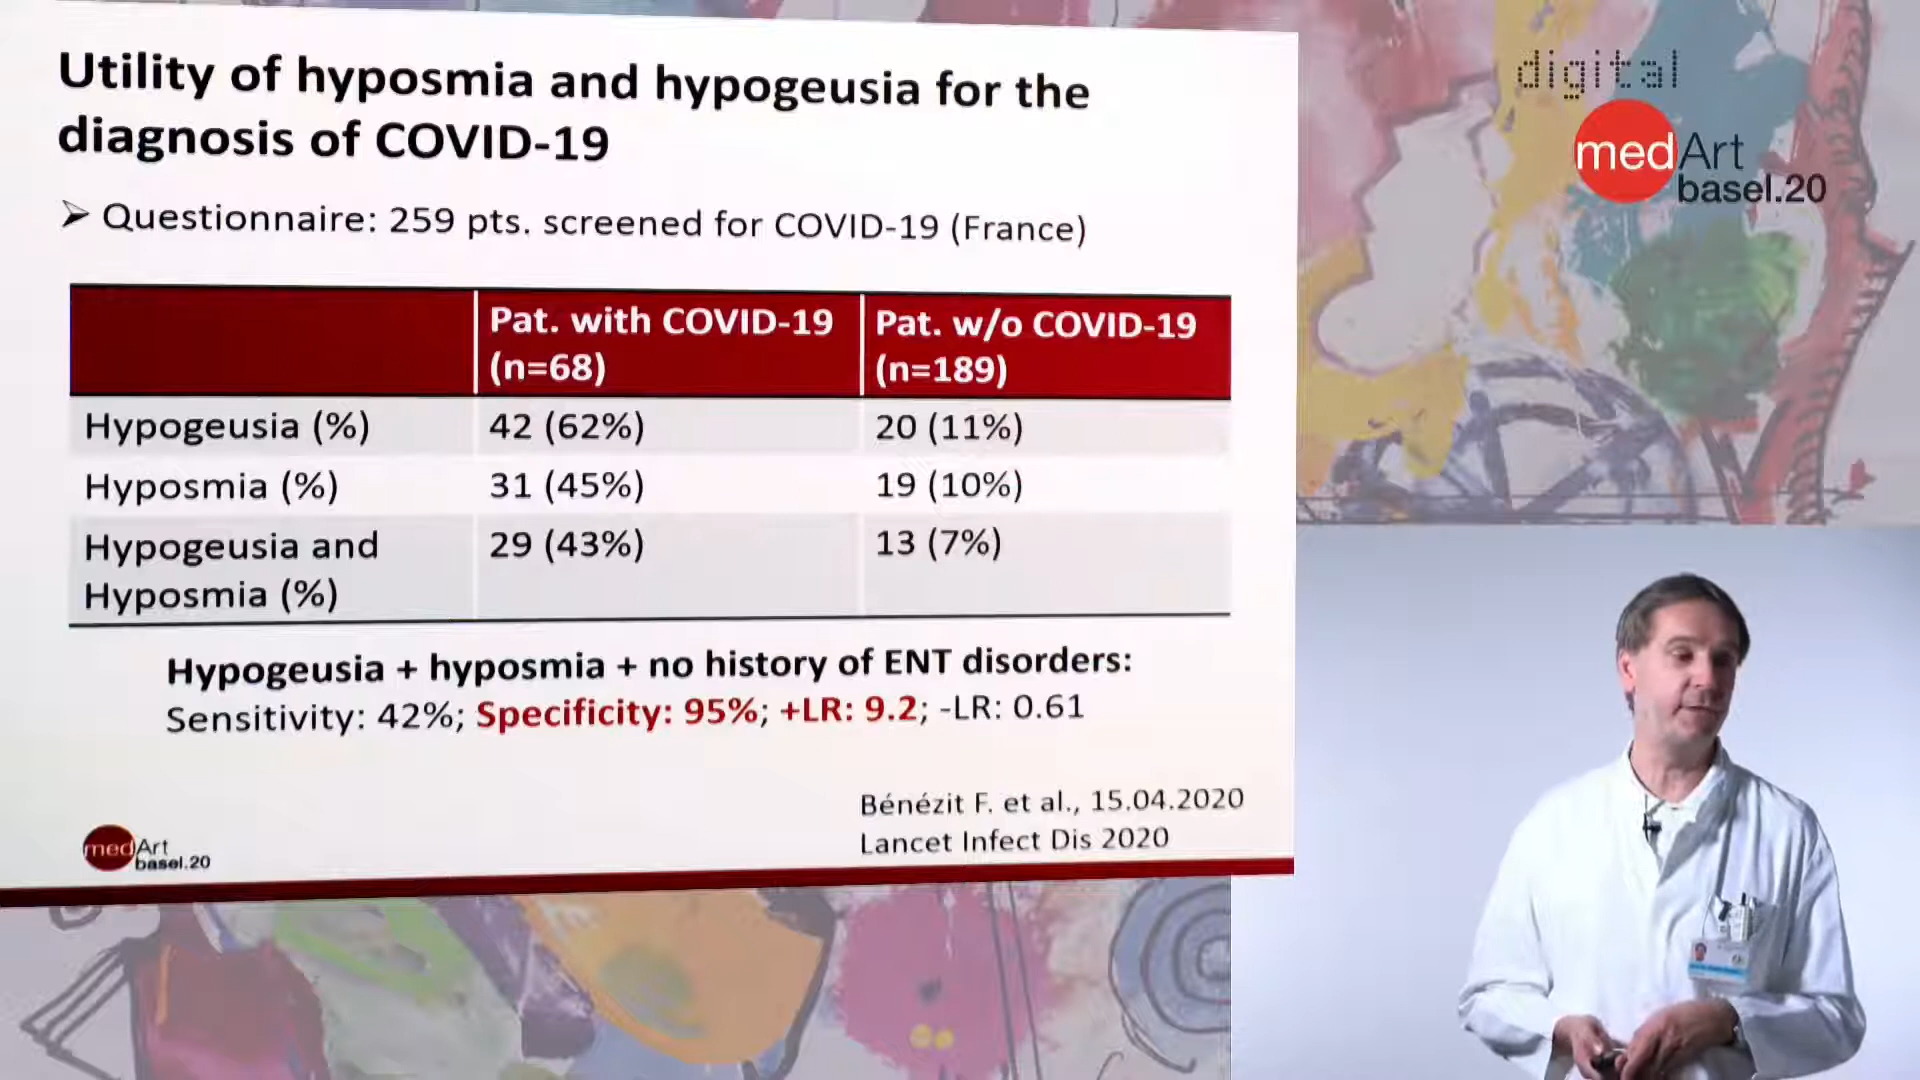 Utility of hyposmia and hypogeusia for the
diagnosis of COVID-19
➢ Questionnaire: 259 pts. screened for COVID-19 (France)
Pat. with COVID-19
(n=68)
Pat. w/o COVID-19
(n=189)
Hypogeusia (%) 42 (62%) 20 (11%)
Hyposmia (%) 31 (45%) 19 (10%)
Hypogeusia and
Hyposmia (%)
29 (43%) 13 (7%)
Hypogeusia + hyposmia + no history of ENT disorders:
Sensitivity: 42%; Specificity: 95%; +LR: 9.2; -LR: 0.61
Bénézit F. et al., 15.04.2020
Lancet Infect Dis 2020
medArt
basel.20
digital
medArt
basel.20